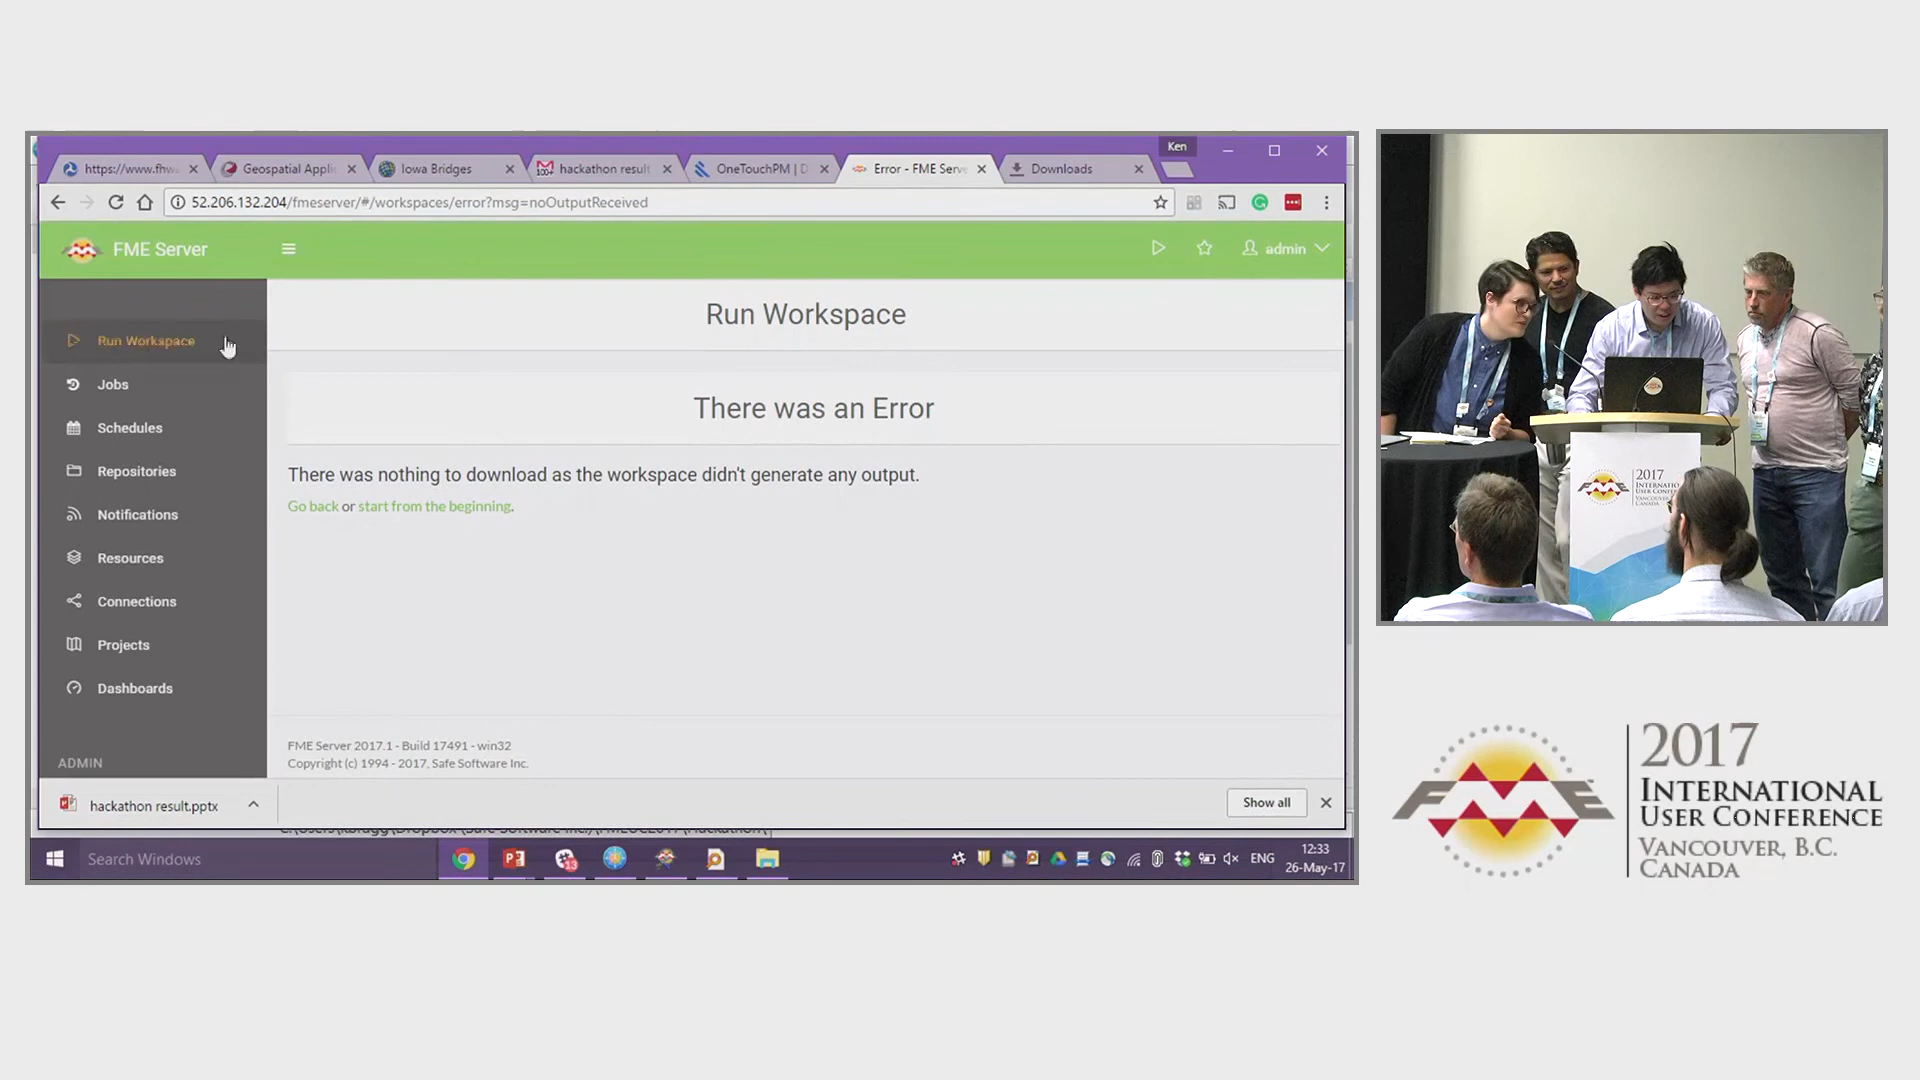 Ken
https://www.fhwa
Geospatial Appli
Iowa Bridges
hackathon result
OneTouchPM | D
Error - FME Serve
Downloads
52.206.132.204/fmeserver/#/workspaces/error?msg=noOutputReceived
FME Server
admin
Run Workspace
Jobs
Schedules
Repositories
Notifications
Resources
Connections
Projects
Dashboards
ADMIN
Run Workspace
There was an Error
There was nothing to download as the workspace didn't generate any output.
Go back or start from the beginning.
FME Server 2017.1 - Build 17491 - win32
Copyright (c) 1994 - 2017, Safe Software Inc.
hackathon result.pptx
Show all
Search Windows
ENG
12:33
26-May-17
2017
FME
2017
INTERNATIONAL
USER CONFERENCE
VANCOUVER, B.C.
CANADA